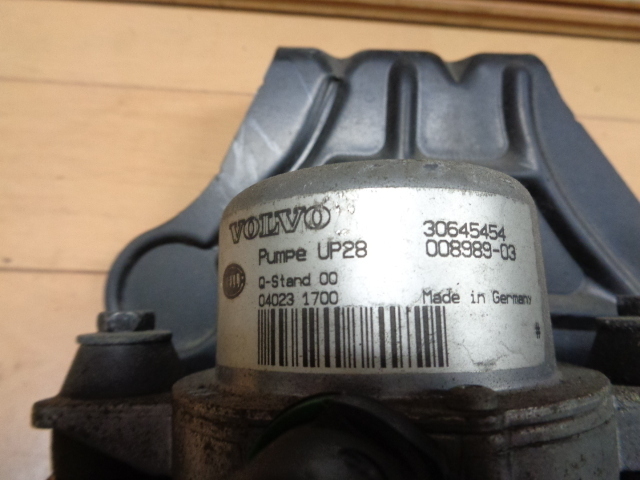 VOLVO
30645454
Pumpe UP28
008989-03
Q-Stand 00
04023 1700
Made in Germany
#